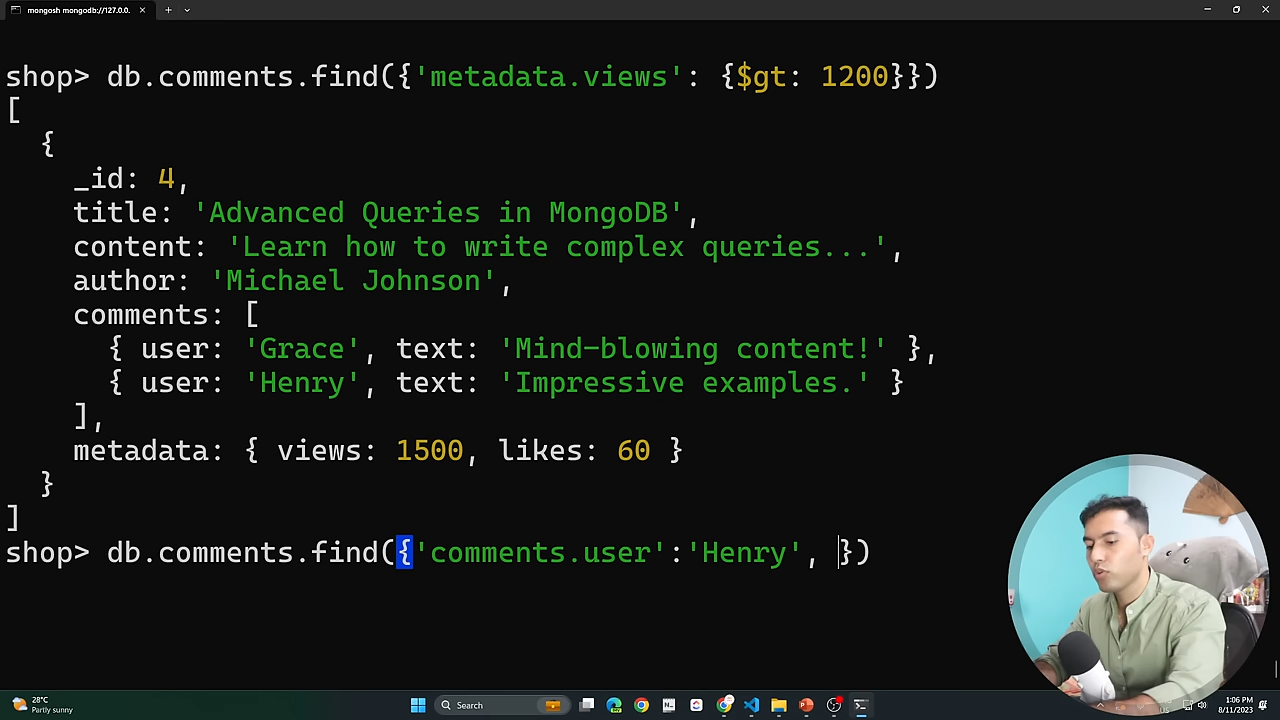 mongosh mongodb://127.0.0.
shop> db.comments.find({'metadata.views': {$gt: 1200}})
[
{
_id: 4,
title: 'Advanced Queries in MongoDB',
content: 'Learn how to write complex queries...',
author: 'Michael Johnson',
comments: [
{ user: 'Grace', text: 'Mind-blowing content!' },
{ user: 'Henry', text: 'Impressive examples.' }
],
metadata: { views: 1500, likes: 60 }
}
]
shop> db.comments.find({'comments.user':'Henry', })
28°C
Partly sunny
Search
1:06 PM
8/11/2023